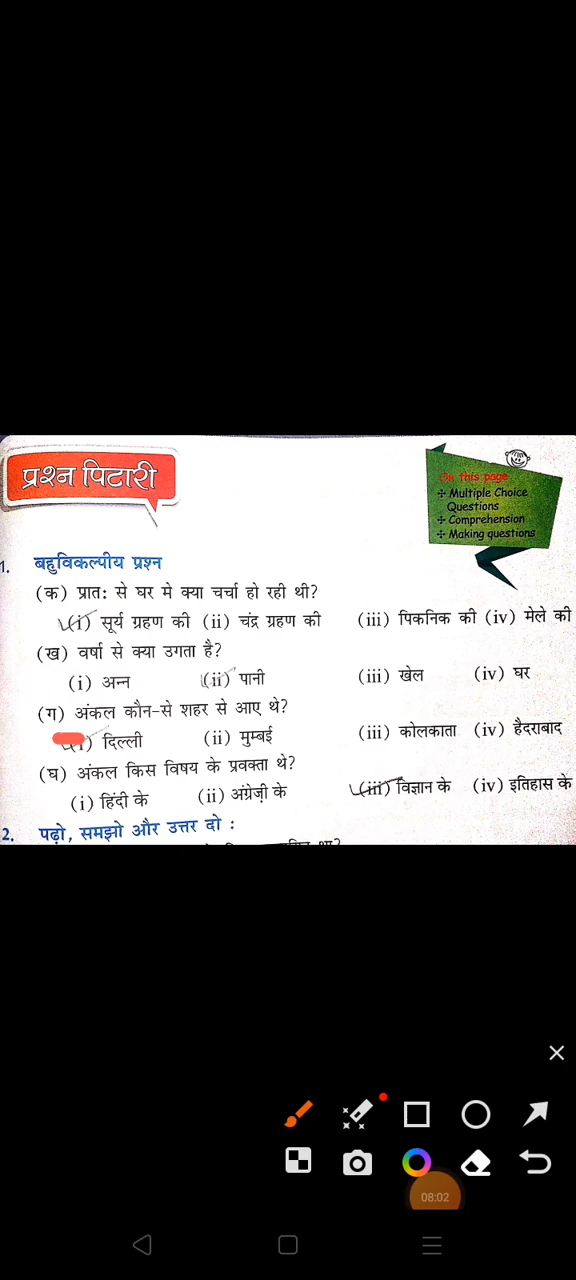 प्रश्न पिटारी
On this page
÷ Multiple Choice
Questions
÷ Comprehension
÷ Making questions
1. बहुविकल्पीय प्रश्न
(क) प्रातः से घर मे क्या चर्चा हो रही थी?
(i) सूर्य ग्रहण की (ii) चंद्र ग्रहण की (iii) पिकनिक की (iv) मेले की
(ख) वर्षा से क्या उगता है?
(i) अन्न (ii) पानी (iii) खेल (iv) घर
(ग) अंकल कौन-से शहर से आए थे?
(i) दिल्ली (ii) मुम्बई (iii) कोलकाता (iv) हैदराबाद
(घ) अंकल किस विषय के प्रवक्ता थे?
(i) हिंदी के (ii) अंग्रेज़ी के (iii) विज्ञान के (iv) इतिहास के
2. पढ़ो, समझो और उत्तर दो :
08:02